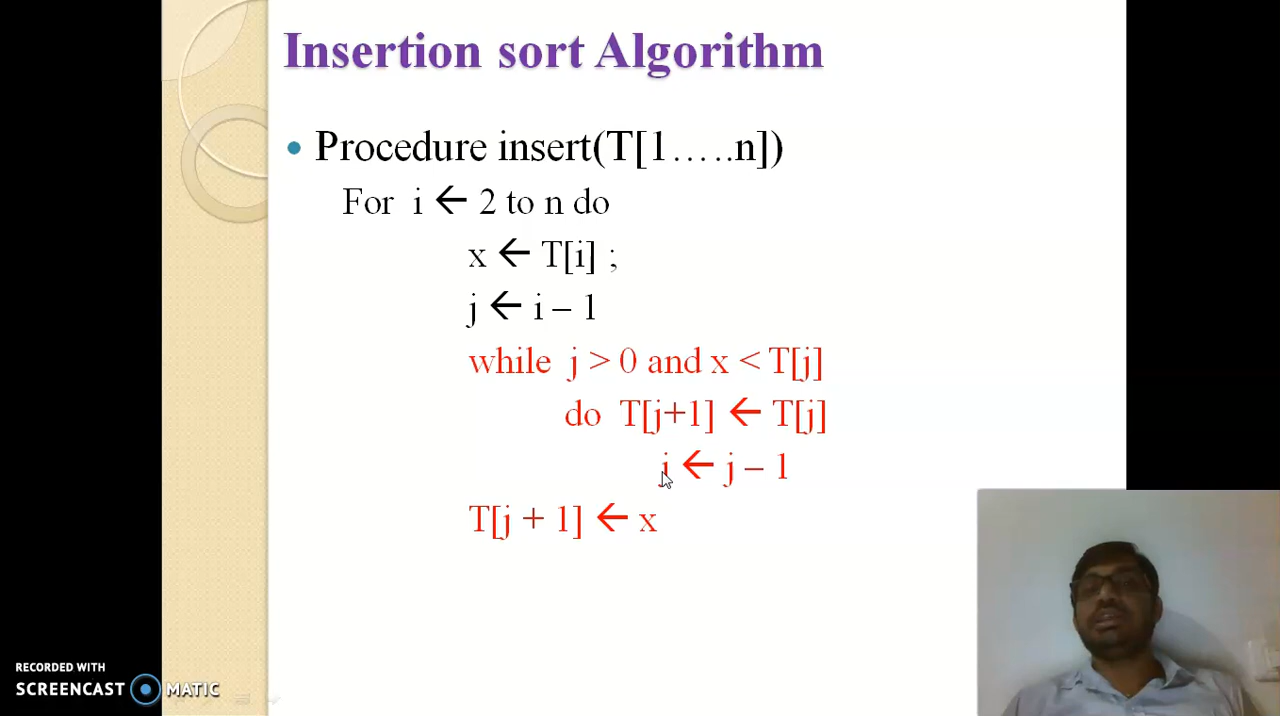 Insertion sort Algorithm
Procedure insert(T[1…..n])
For i ← 2 to n do
x ← T[i] ;
j ← i – 1
while j > 0 and x < T[j]
do T[j+1] ← T[j]
j ← j – 1
T[j + 1] ← x
RECORDED WITH
SCREENCAST MATIC